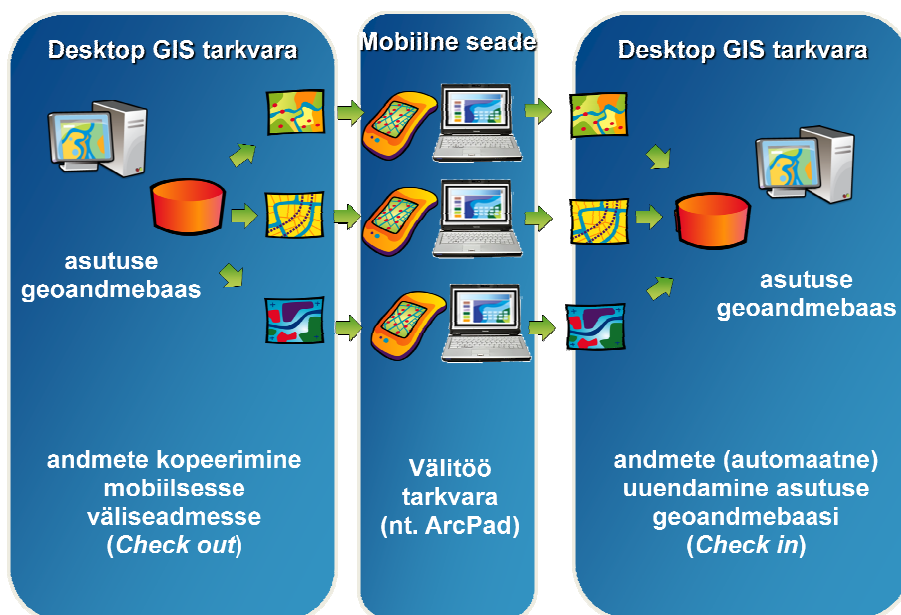 Desktop GIS tarkvara
asutuse
geoandmebaas
andmete kopeerimine
mobiilsesse
väliseadmesse
(Check out)
Mobiilne seade
Välitöö
tarkvara
(nt. ArcPad)
Desktop GIS tarkvara
asutuse
geoandmebaas
andmete (automaatne)
uuendamine asutuse
geoandmebaasi
(Check in)